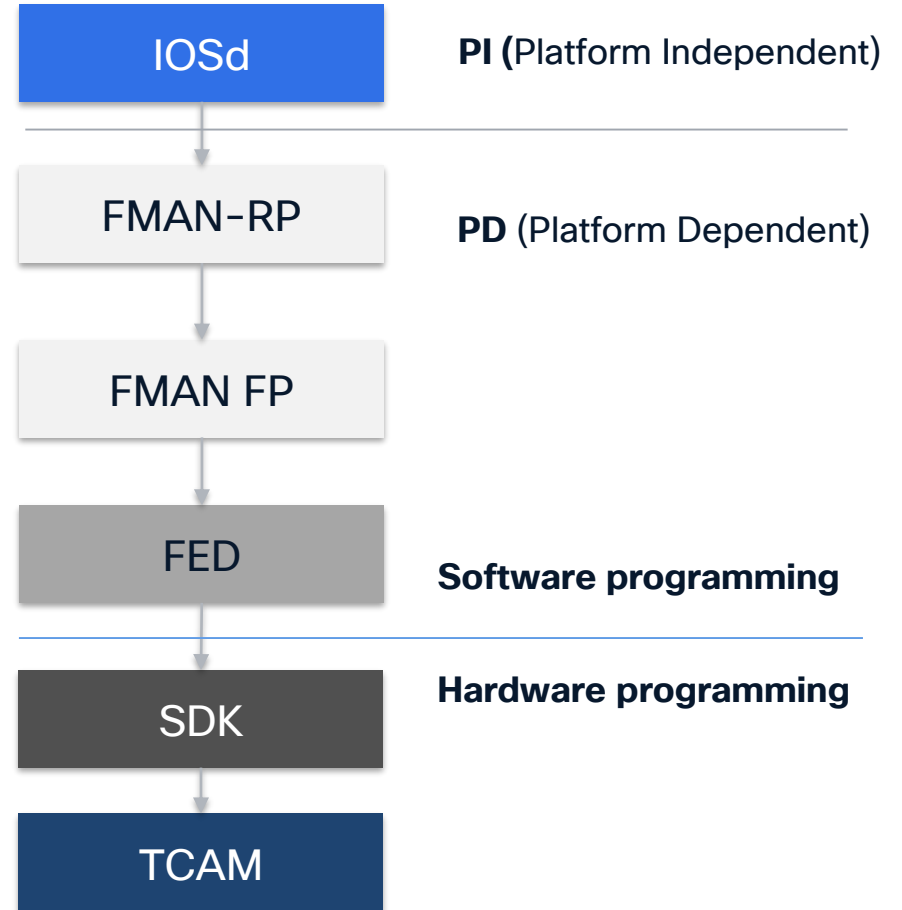 IOSd
PI (Platform Independent)
FMAN-RP
PD (Platform Dependent)
FMAN FP
FED
Software programming
Hardware programming
SDK
TCAM